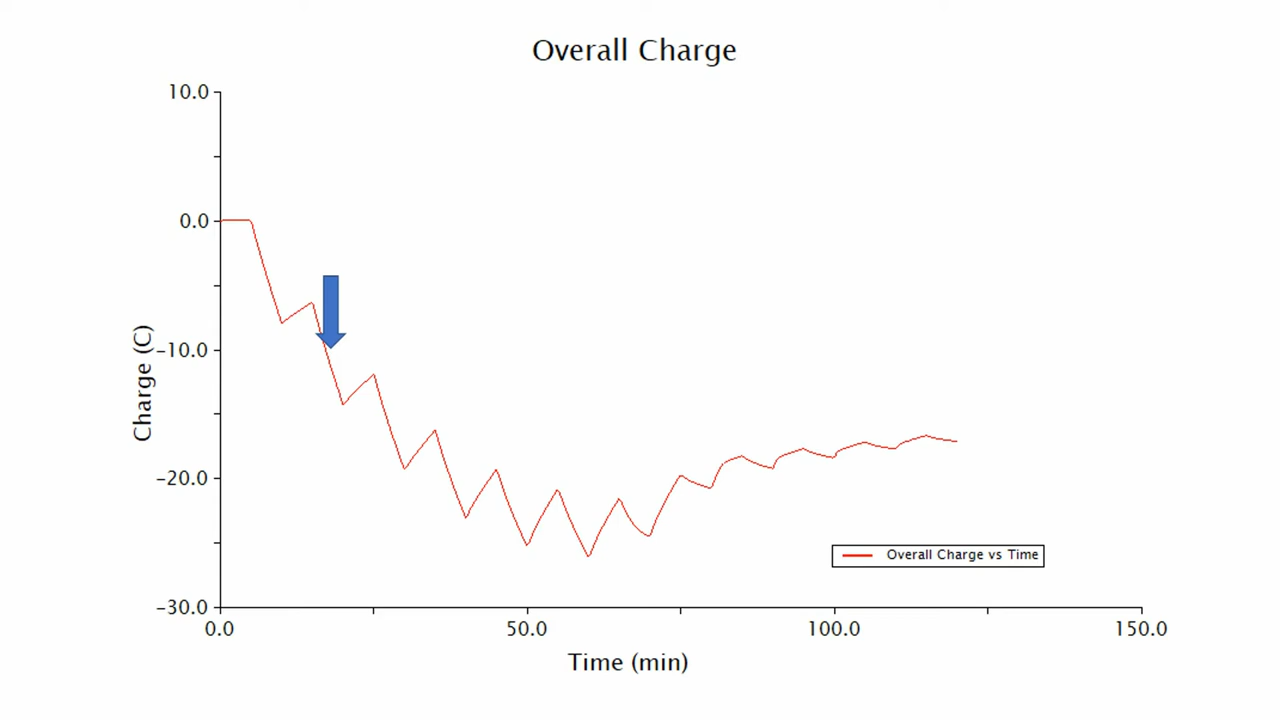 Overall Charge
10.0
0.0
-10.0
-20.0
-30.0
Charge (C)
0.0 50.0 100.0 150.0
Time (min)
Overall Charge vs Time